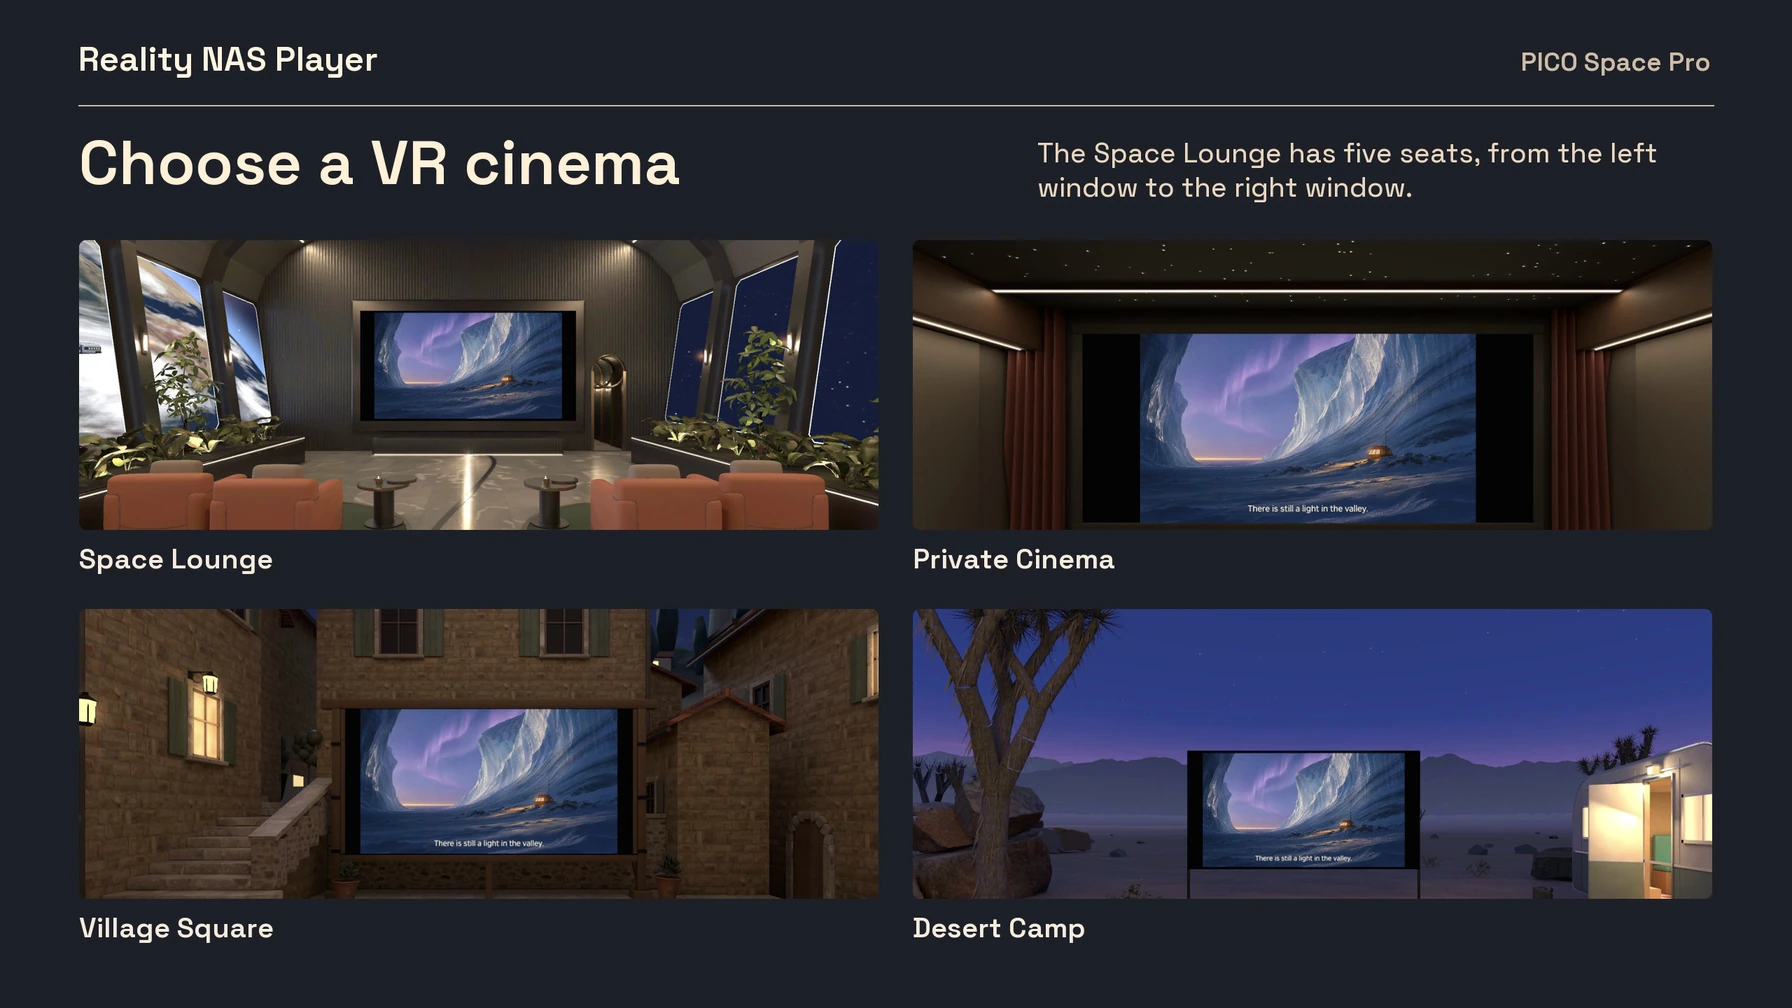 Reality NAS Player
PICO Space Pro
Choose a VR cinema
The Space Lounge has five seats, from the left
window to the right window.
There is still a light in the valley.
Space Lounge
Private Cinema
There is still a light in the valley.
There is still a light in the valley.
Village Square
Desert Camp